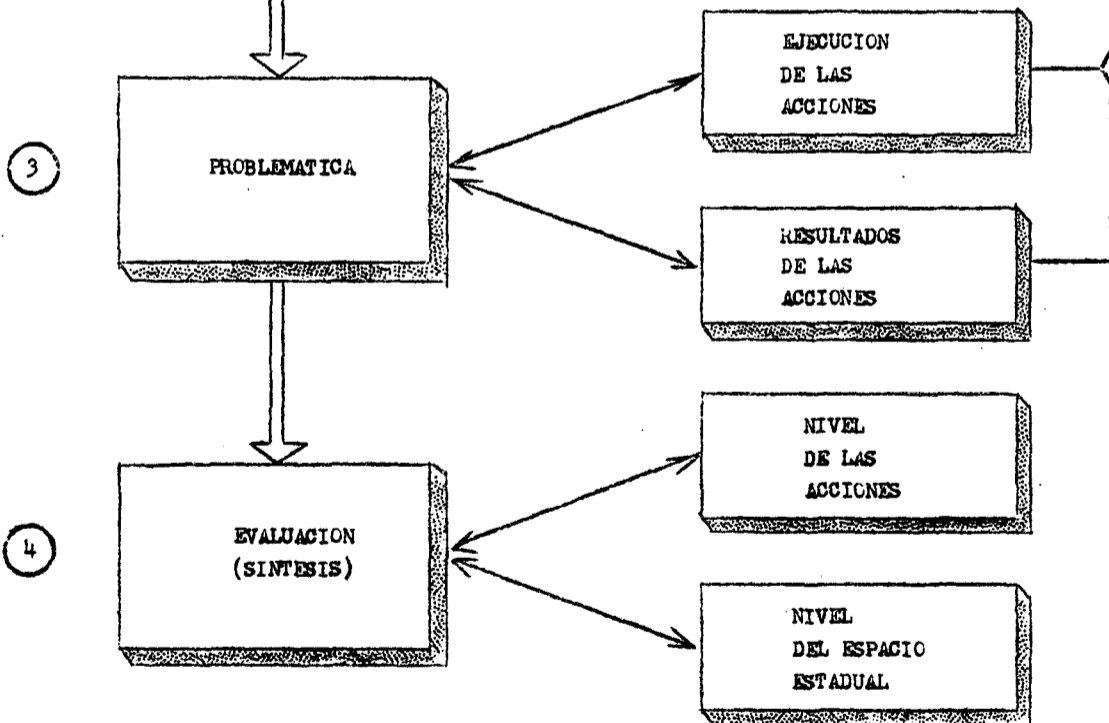 3
PROBLEMATICA
EJECUCION
DE LAS
ACCIONES
RESULTADOS
DE LAS
ACCIONES
4
EVALUACION
(SINTESIS)
NIVEL
DE LAS
ACCIONES
NIVEL
DEL ESPACIO
ESTADUAL